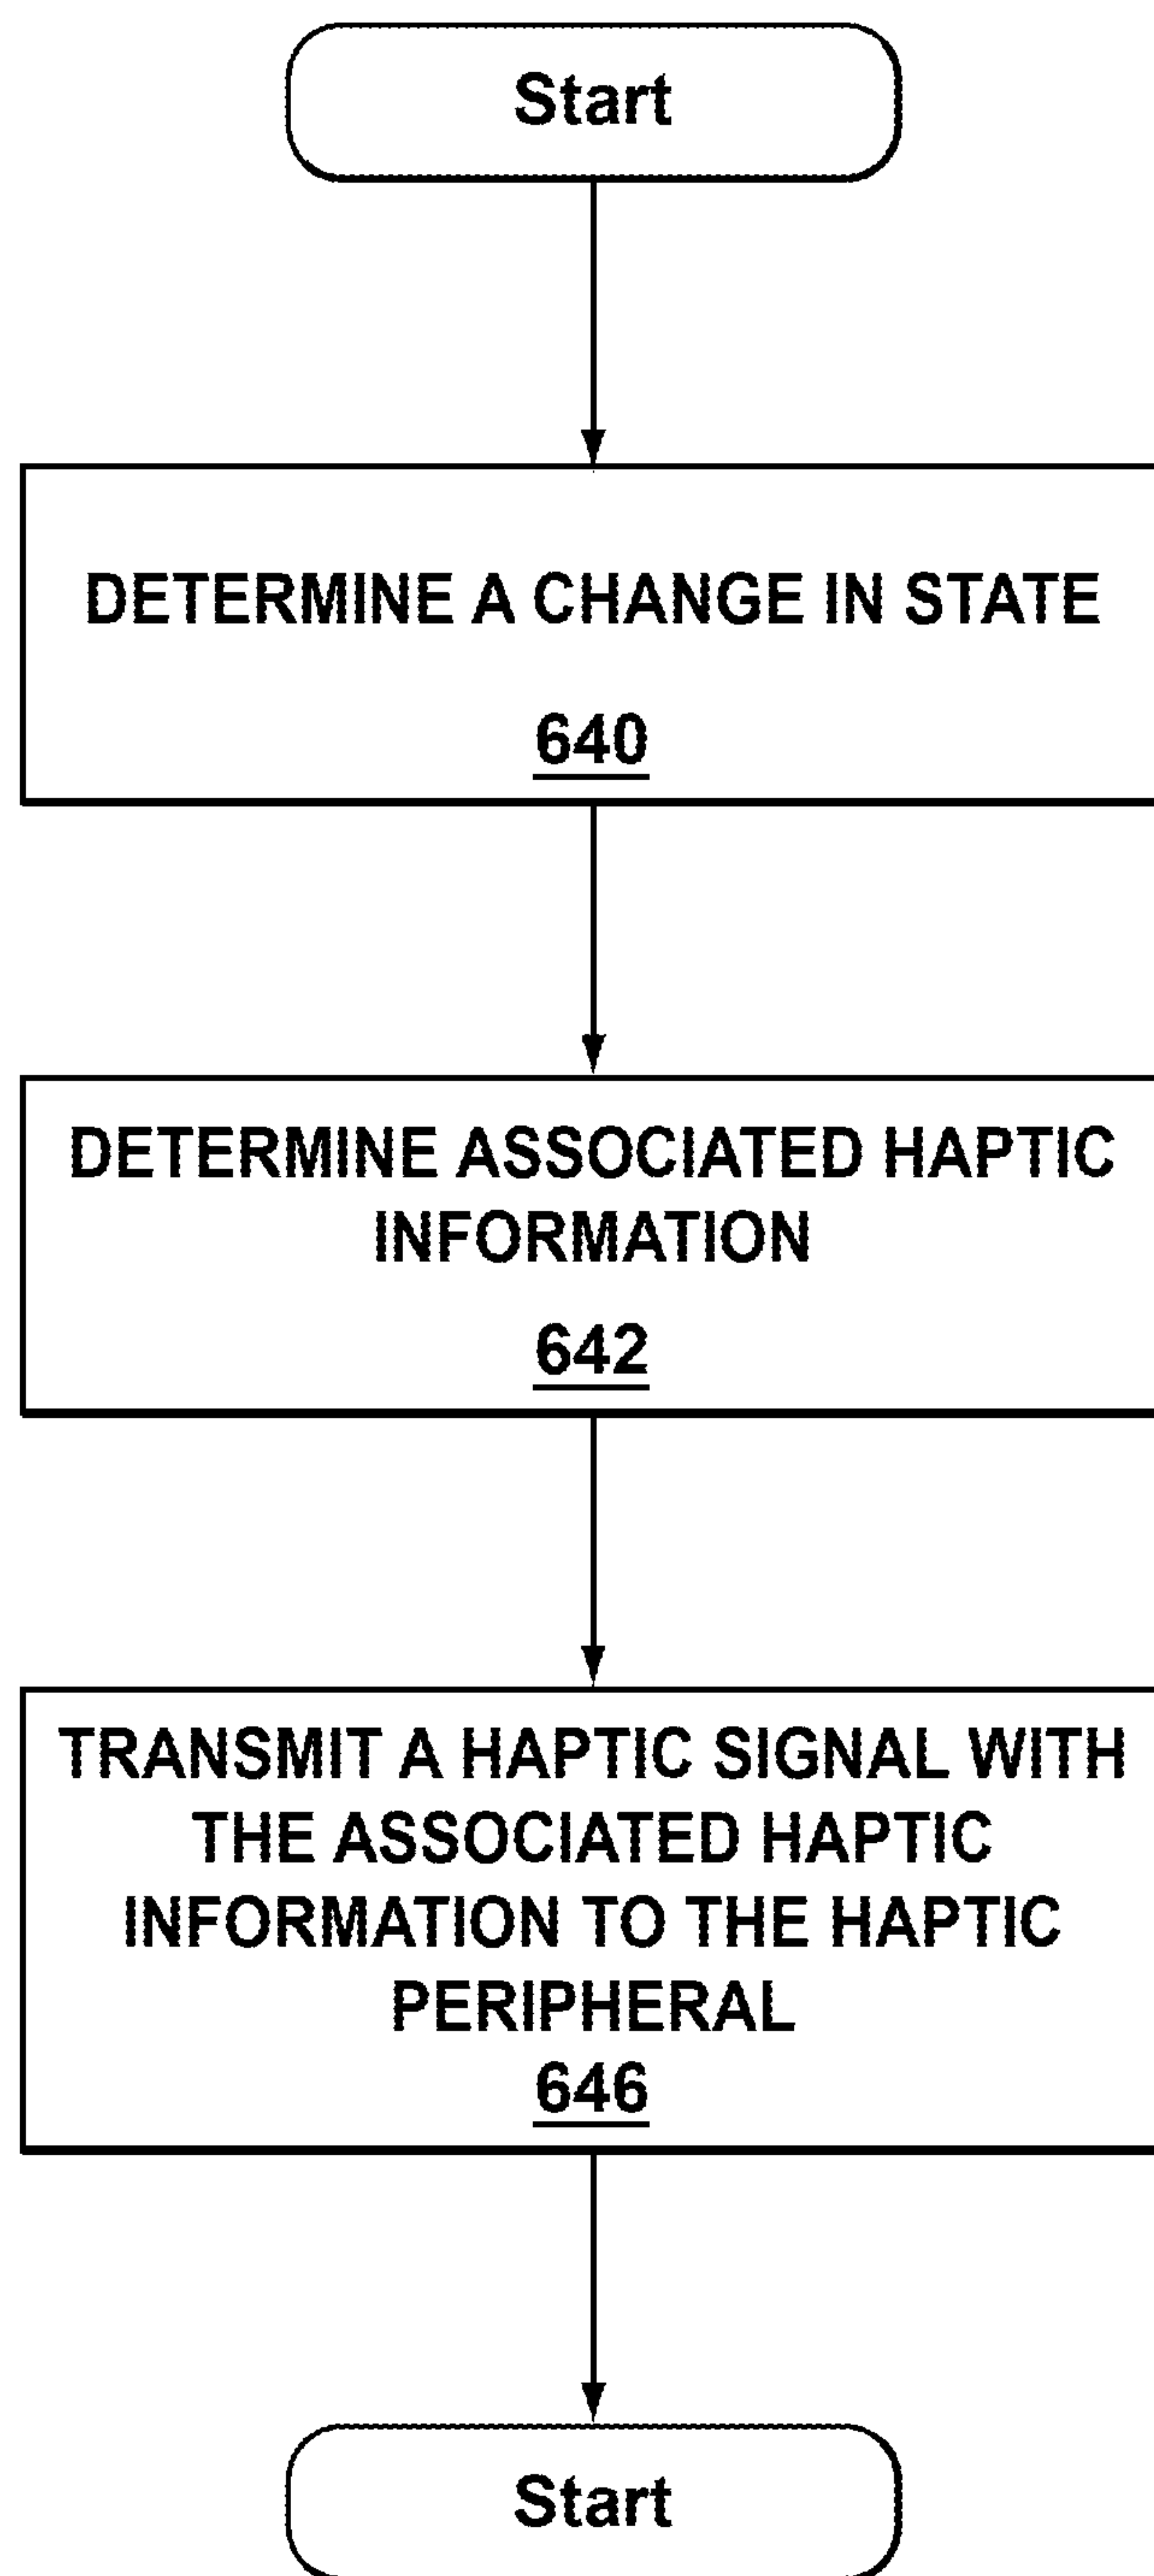 Start
DETERMINE A CHANGE IN STATE
640
DETERMINE ASSOCIATED HAPTIC
INFORMATION
642
TRANSMIT A HAPTIC SIGNAL WITH
THE ASSOCIATED HAPTIC
INFORMATION TO THE HAPTIC
PERIPHERAL
646
Start